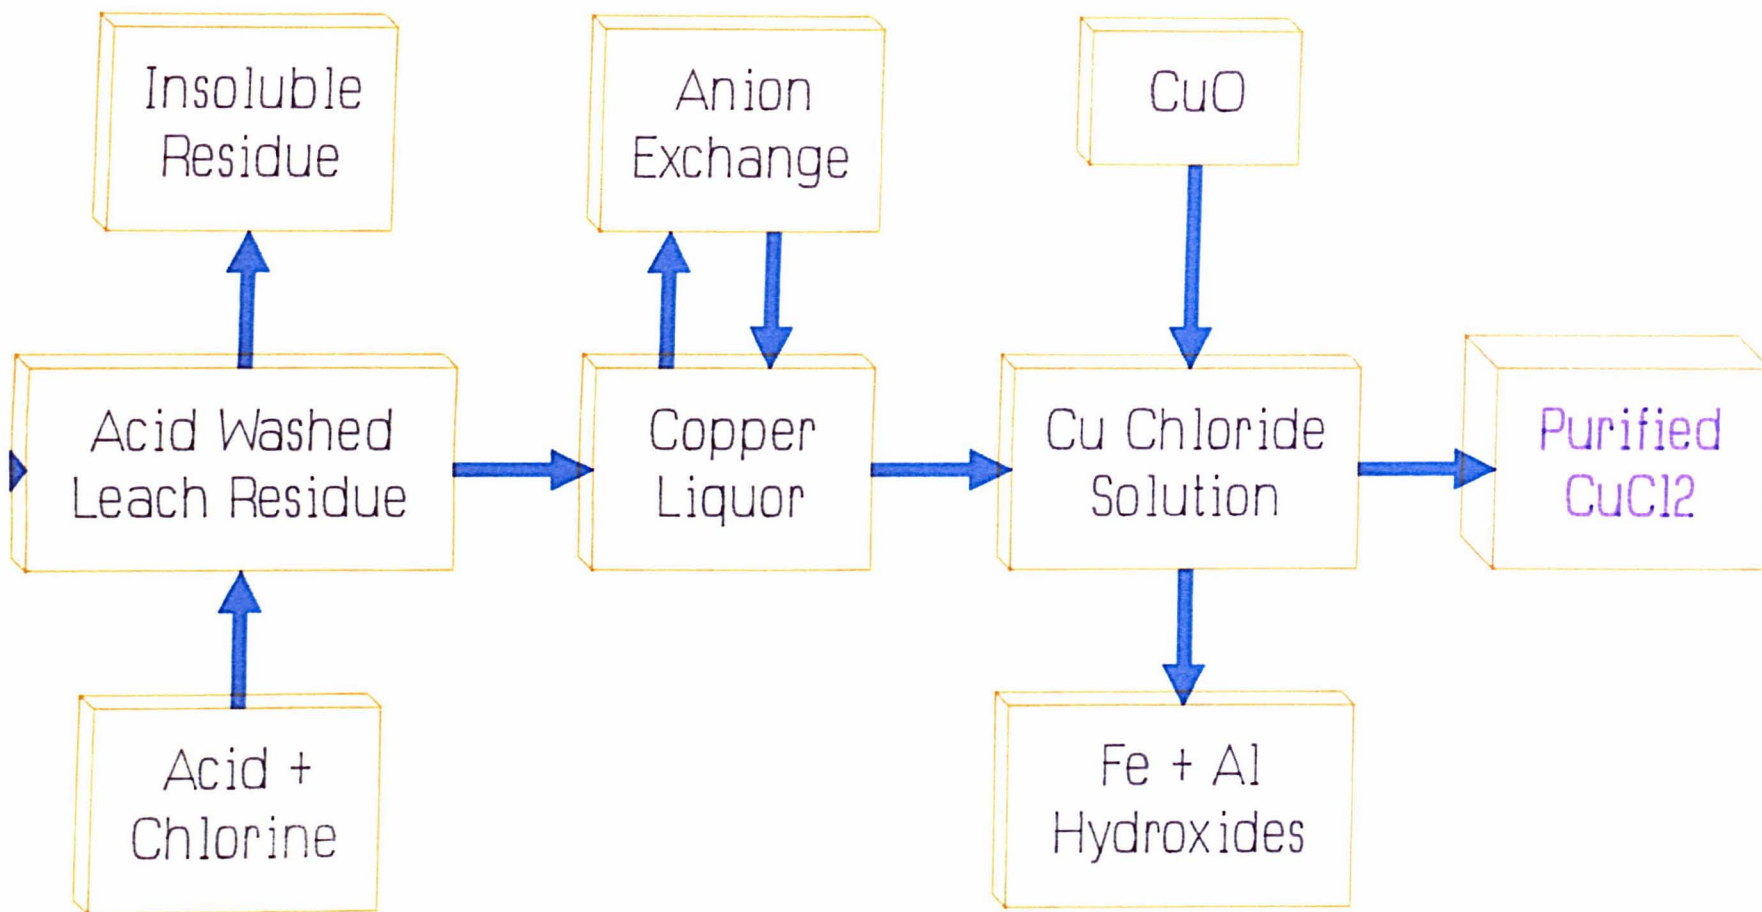 Insoluble
Residue
Anion
Exchange
CuO
Acid Washed
Leach Residue
Copper
Liquor
Cu Chloride
Solution
Purified
CuCl2
Acid +
Chlorine
Fe + Al
Hydroxides